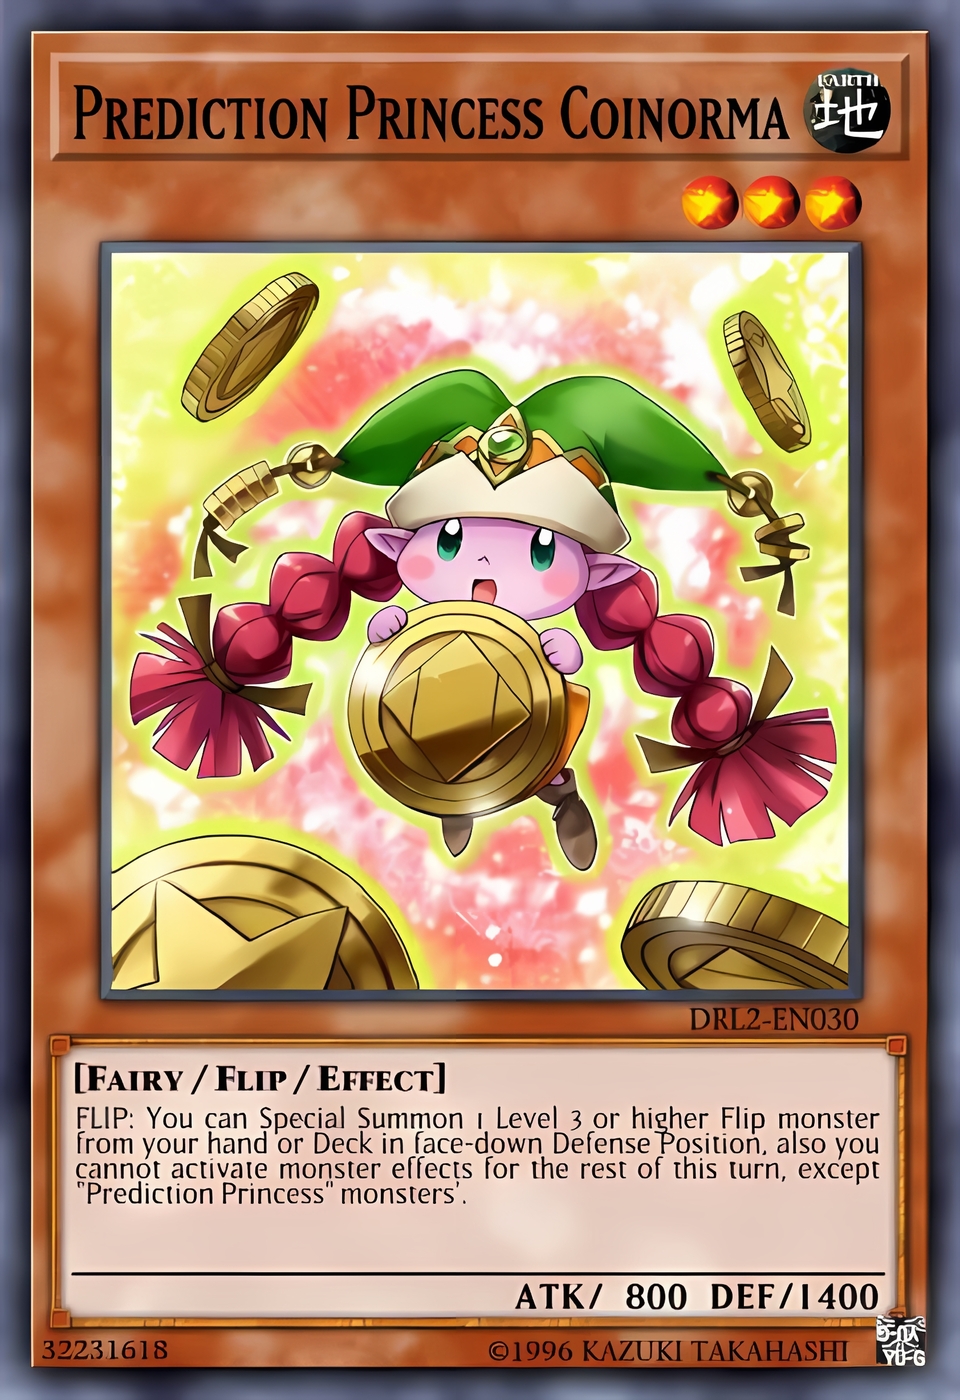 PREDICTION PRINCESS COINORMA
EARTH
地
DRL2-EN030
[FAIRY / FLIP / EFFECT]
FLIP: You can Special Summon 1 Level 3 or higher Flip monster
from your hand or Deck in face-down Defense Position, also you
cannot activate monster effects for the rest of this turn, except
"Prediction Princess" monsters'.
ATK/ 800 DEF/1400
32231618
©1996 KAZUKI TAKAHASHI